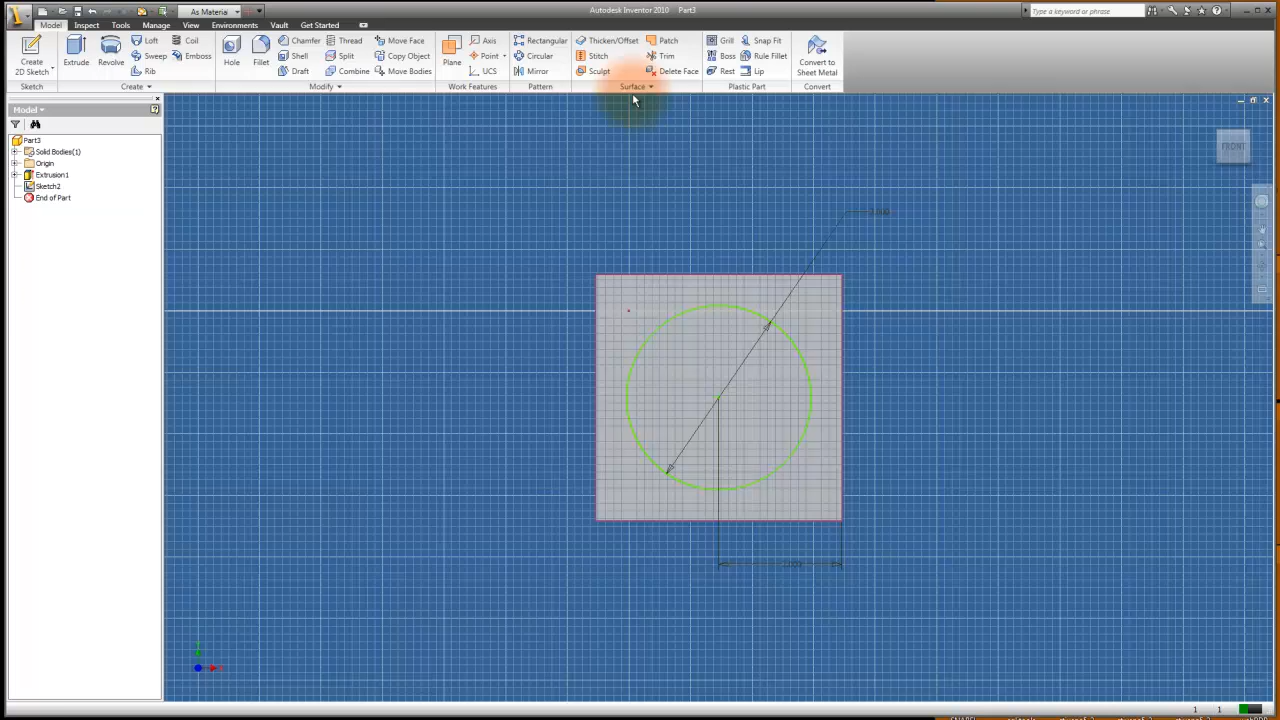 As Material
Autodesk Inventor 2010 Part3
Type a keyword or phrase
Model Inspect Tools Manage View Environments Vault Get Started
Create 2D Sketch
Extrude
Revolve
Loft
Sweep
Rib
Coil
Emboss
Hole
Fillet
Chamfer
Shell
Draft
Thread
Split
Combine
Move Face
Copy Object
Move Bodies
Plane
Axis
Point
UCS
Rectangular
Circular
Mirror
Thicken/Offset
Stitch
Sculpt
Patch
Trim
Delete Face
Grill
Boss
Rest
Snap Fit
Rule Fillet
Lip
Convert to Sheet Metal
Sketch Create Modify Work Features Pattern Surface Plastic Part Convert
Model
Part3
Solid Bodies(1)
Origin
Extrusion1
Sketch2
End of Part
FRONT
1 1